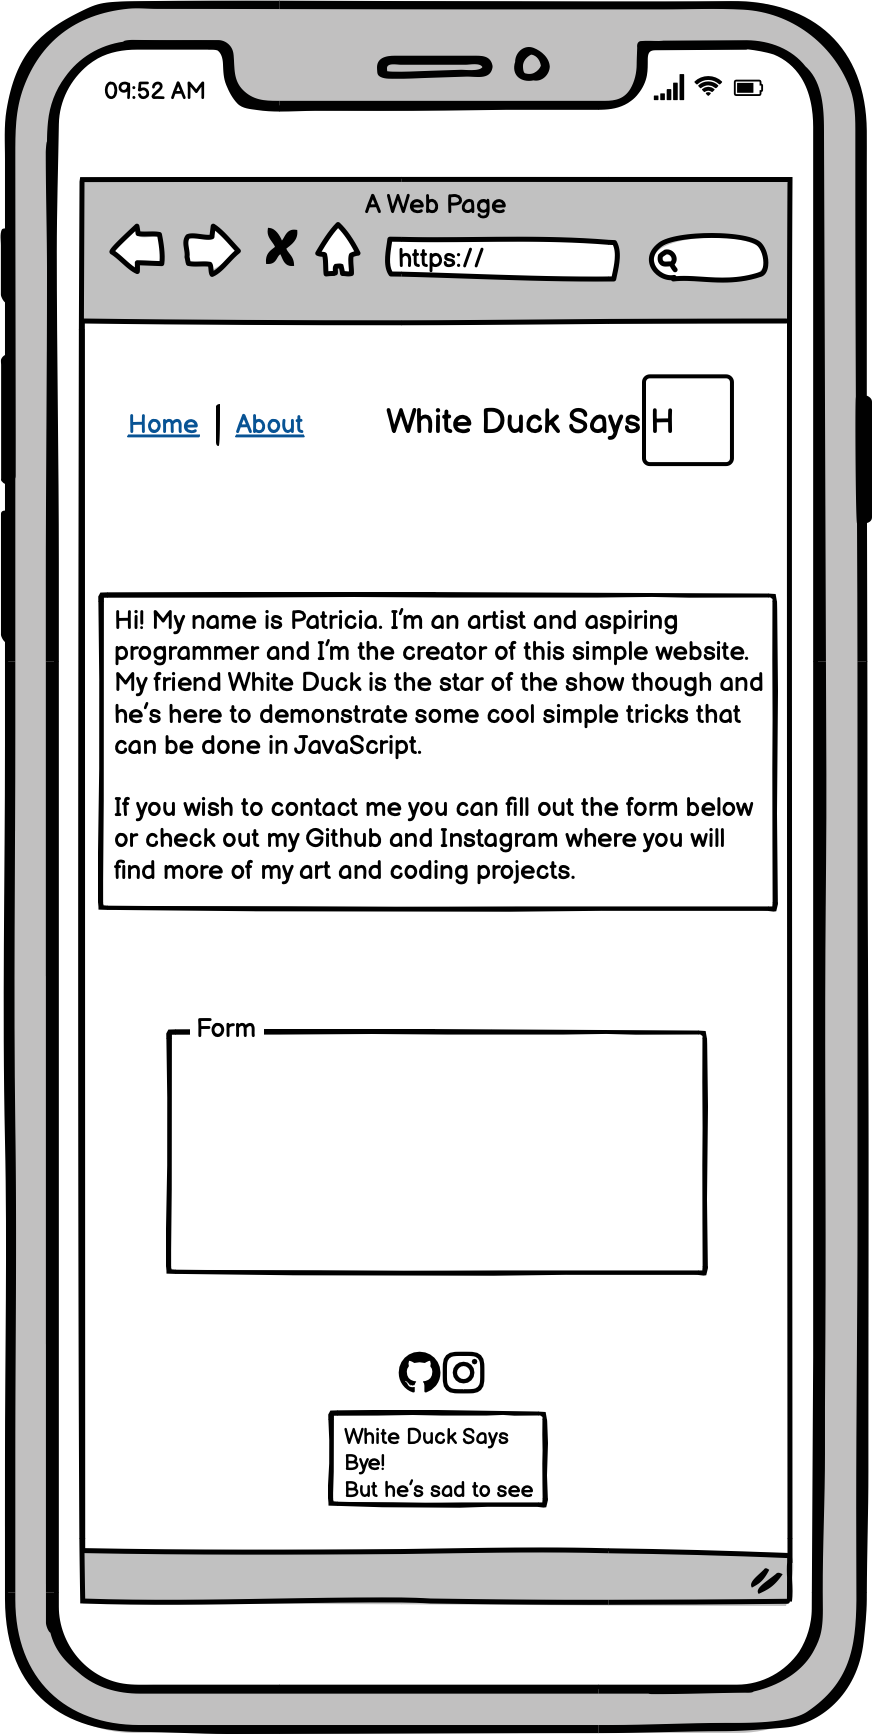 09:52 AM
A Web Page
https://
Home | About
White Duck Says H
Hi! My name is Patricia. I'm an artist and aspiring
programmer and I'm the creator of this simple website.
My friend White Duck is the star of the show though and
he's here to demonstrate some cool simple tricks that
can be done in JavaScript.
If you wish to contact me you can fill out the form below
or check out my Github and Instagram where you will
find more of my art and coding projects.
Form
White Duck Says
Bye!
But he's sad to see